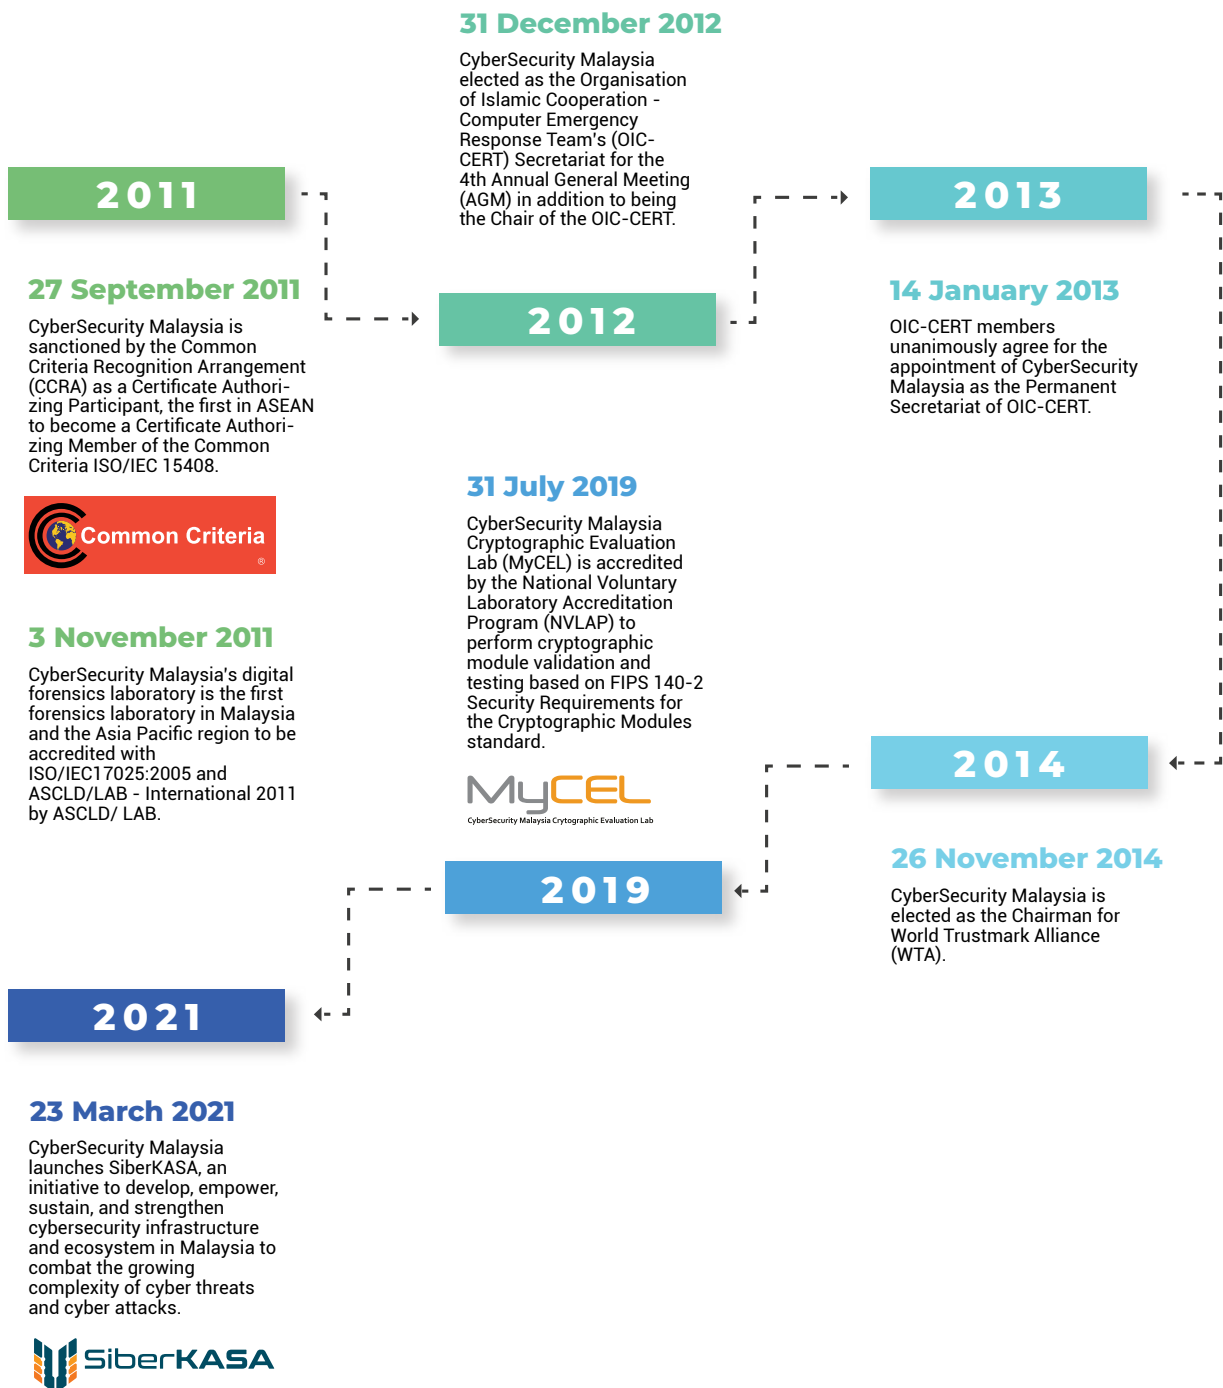 2011
27 September 2011
CyberSecurity Malaysia is
sanctioned by the Common
Criteria Recognition Arrangement
(CCRA) as a Certificate Authori-
zing Participant, the first in ASEAN
to become a Certificate Authori-
zing Member of the Common
Criteria ISO/IEC 15408.
Common Criteria
®
3 November 2011
CyberSecurity Malaysia's digital
forensics laboratory is the first
forensics laboratory in Malaysia
and the Asia Pacific region to be
accredited with
ISO/IEC17025:2005 and
ASCLD/LAB - International 2011
by ASCLD/ LAB.
31 December 2012
CyberSecurity Malaysia
elected as the Organisation
of Islamic Cooperation -
Computer Emergency
Response Team's (OIC-
CERT) Secretariat for the
4th Annual General Meeting
(AGM) in addition to being
the Chair of the OIC-CERT.
2012
2013
14 January 2013
OIC-CERT members
unanimously agree for the
appointment of CyberSecurity
Malaysia as the Permanent
Secretariat of OIC-CERT.
2014
26 November 2014
CyberSecurity Malaysia is
elected as the Chairman for
World Trustmark Alliance
(WTA).
31 July 2019
CyberSecurity Malaysia
Cryptographic Evaluation
Lab (MyCEL) is accredited
by the National Voluntary
Laboratory Accreditation
Program (NVLAP) to
perform cryptographic
module validation and
testing based on FIPS 140-2
Security Requirements for
the Cryptographic Modules
standard.
MyCEL
CyberSecurity Malaysia Crytographic Evaluation Lab
2019
2021
23 March 2021
CyberSecurity Malaysia
launches SiberKASA, an
initiative to develop, empower,
sustain, and strengthen
cybersecurity infrastructure
and ecosystem in Malaysia to
combat the growing
complexity of cyber threats
and cyber attacks.
SiberKASA